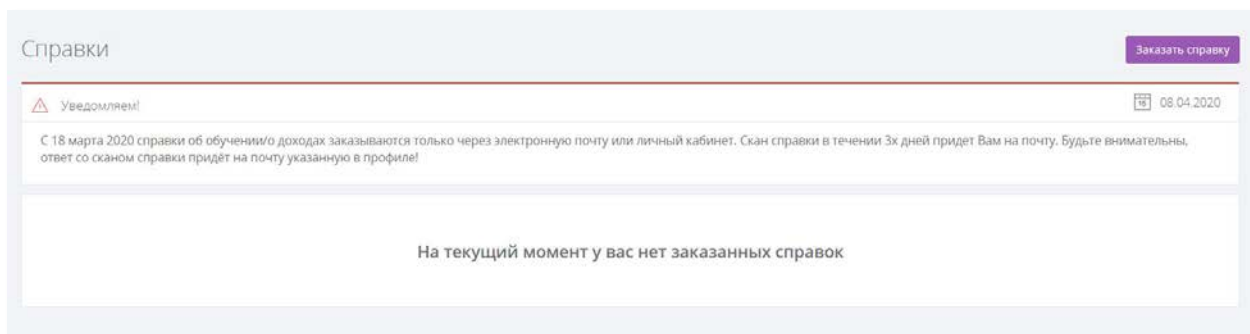 Справки
Заказать справку
Уведомляем!
08.04.2020
С 18 марта 2020 справки об обучении/о доходах заказываются только через электронную почту или личный кабинет. Скан справки в течении 3х дней придет Вам на почту. Будьте внимательны,
ответ со сканом справки придёт на почту указанную в профиле!
На текущий момент у вас нет заказанных справок